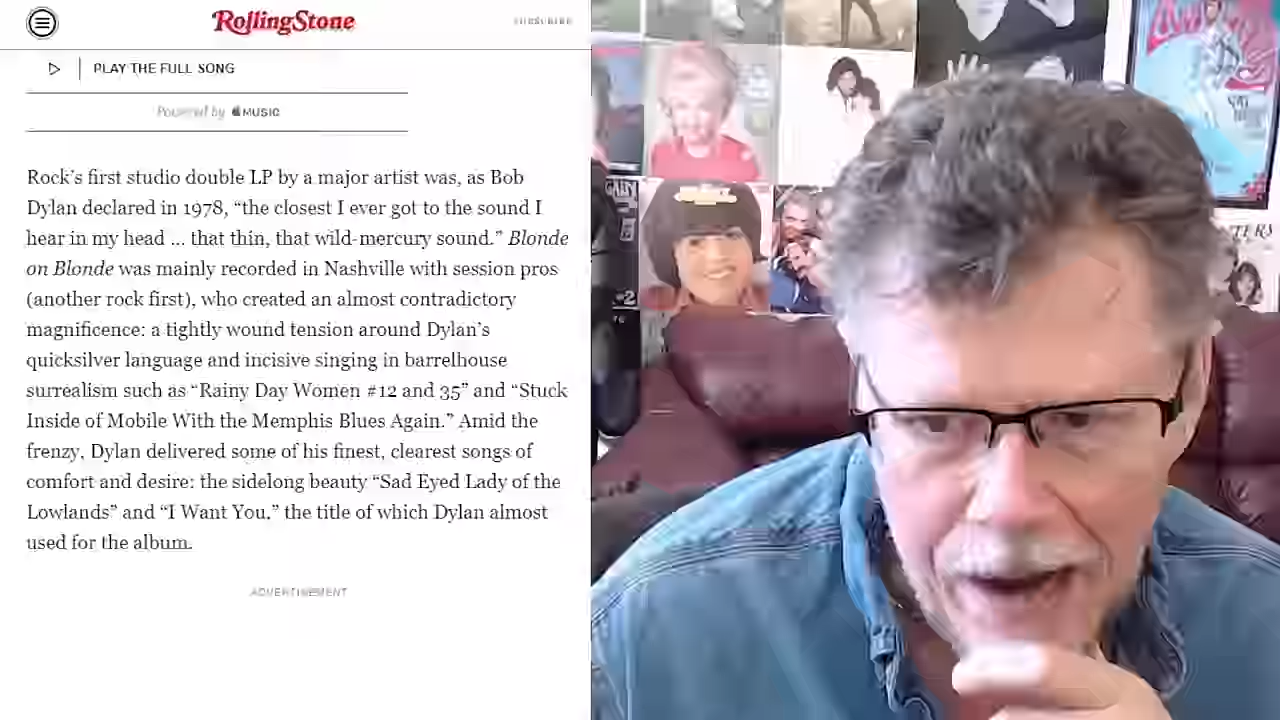 RollingStone
SUBSCRIBE
PLAY THE FULL SONG
Powered by MUSIC
Rock’s first studio double LP by a major artist was, as Bob
Dylan declared in 1978, “the closest I ever got to the sound I
hear in my head ... that thin, that wild-mercury sound.” Blonde
on Blonde was mainly recorded in Nashville with session pros
(another rock first), who created an almost contradictory
magnificence: a tightly wound tension around Dylan’s
quicksilver language and incisive singing in barrelhouse
surrealism such as “Rainy Day Women #12 and 35” and “Stuck
Inside of Mobile With the Memphis Blues Again.” Amid the
frenzy, Dylan delivered some of his finest, clearest songs of
comfort and desire: the sidelong beauty “Sad Eyed Lady of the
Lowlands” and “I Want You,” the title of which Dylan almost
used for the album.
ADVERTISEMENT